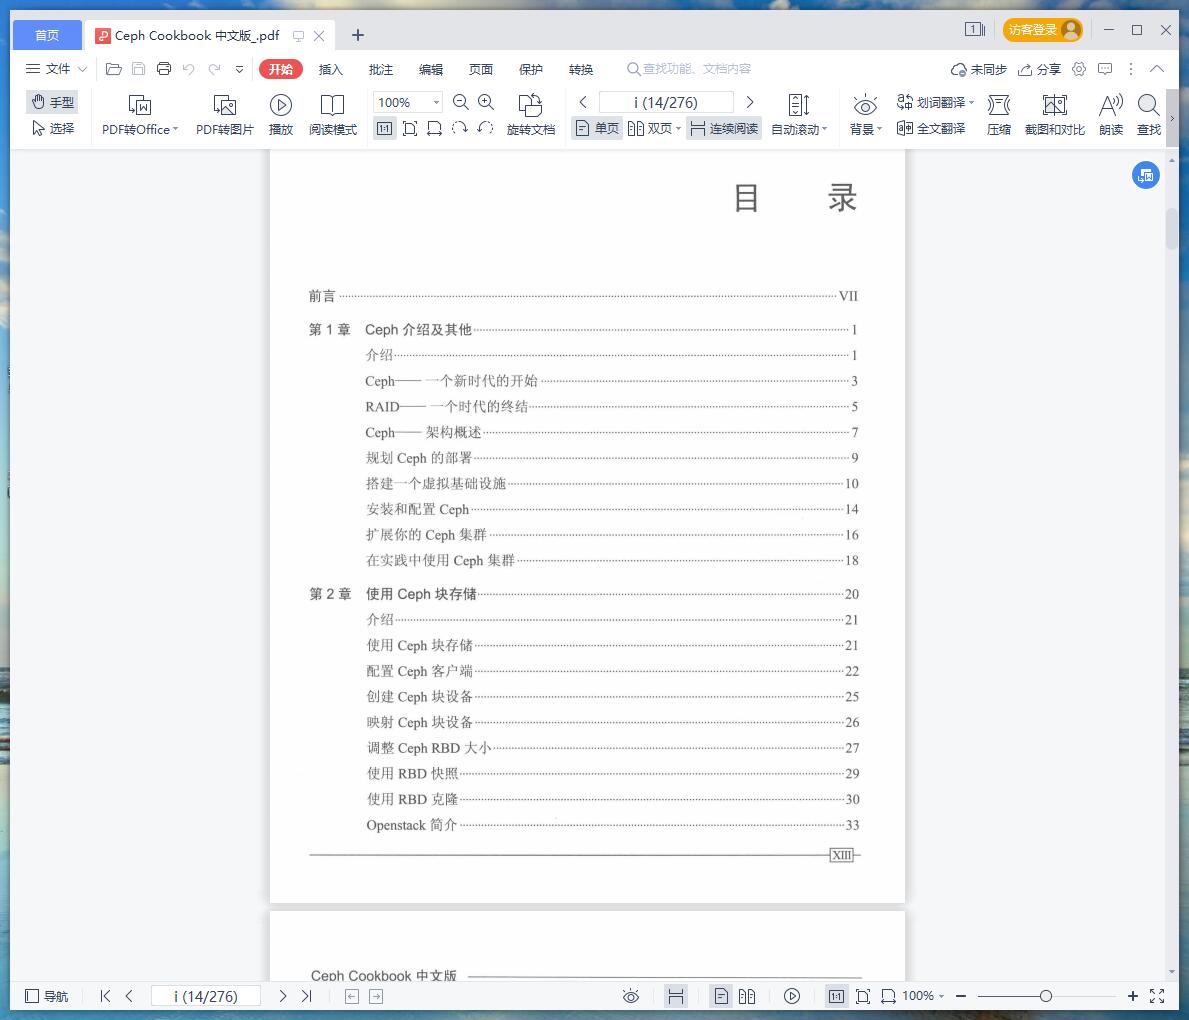 首页
Ceph Cookbook 中文版_.pdf
1
访客登录
文件
开始
插入
批注
编辑
页面
保护
转换
查找功能、文档内容
未同步
分享
手型
选择
PDF转Office
PDF转图片
播放
阅读模式
100%
旋转文档
i (14/276)
单页
双页
连续阅读
自动滚动
背景
划词翻译
全文翻译
压缩
截图和对比
朗读
查找
目 录
前言 VII
第 1 章 Ceph 介绍及其他 1
介绍 1
Ceph—— 一个新时代的开始 3
RAID—— 一个时代的终结 5
Ceph—— 架构概述 7
规划 Ceph 的部署 9
搭建一个虚拟基础设施 10
安装和配置 Ceph 14
扩展你的 Ceph 集群 16
在实践中使用 Ceph 集群 18
第 2 章 使用 Ceph 块存储 20
介绍 21
使用 Ceph 块存储 21
配置 Ceph 客户端 22
创建 Ceph 块设备 25
映射 Ceph 块设备 26
调整 Ceph RBD 大小 27
使用 RBD 快照 29
使用 RBD 克隆 30
Openstack 简介 33
XIII
Ceph Cookbook 中文版
导航
i (14/276)
100%